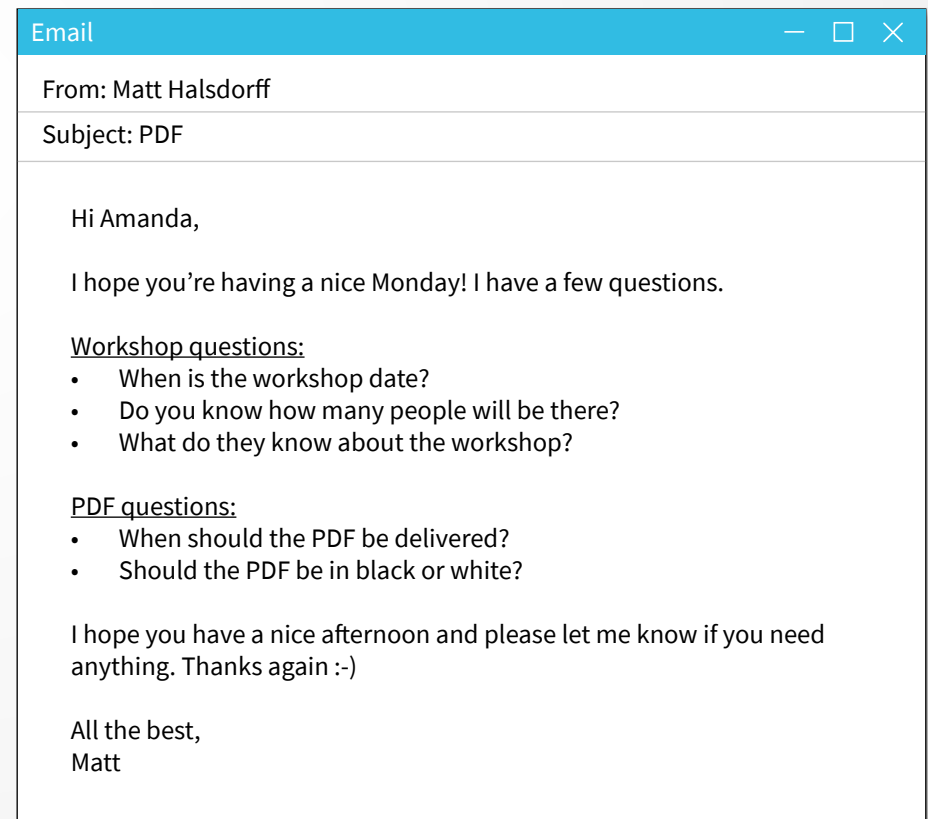 Email
From: Matt Halsdorff
Subject: PDF
Hi Amanda,
I hope you’re having a nice Monday! I have a few questions.
Workshop questions:
• When is the workshop date?
• Do you know how many people will be there?
• What do they know about the workshop?
PDF questions:
• When should the PDF be delivered?
• Should the PDF be in black or white?
I hope you have a nice afternoon and please let me know if you need
anything. Thanks again :-)
All the best,
Matt